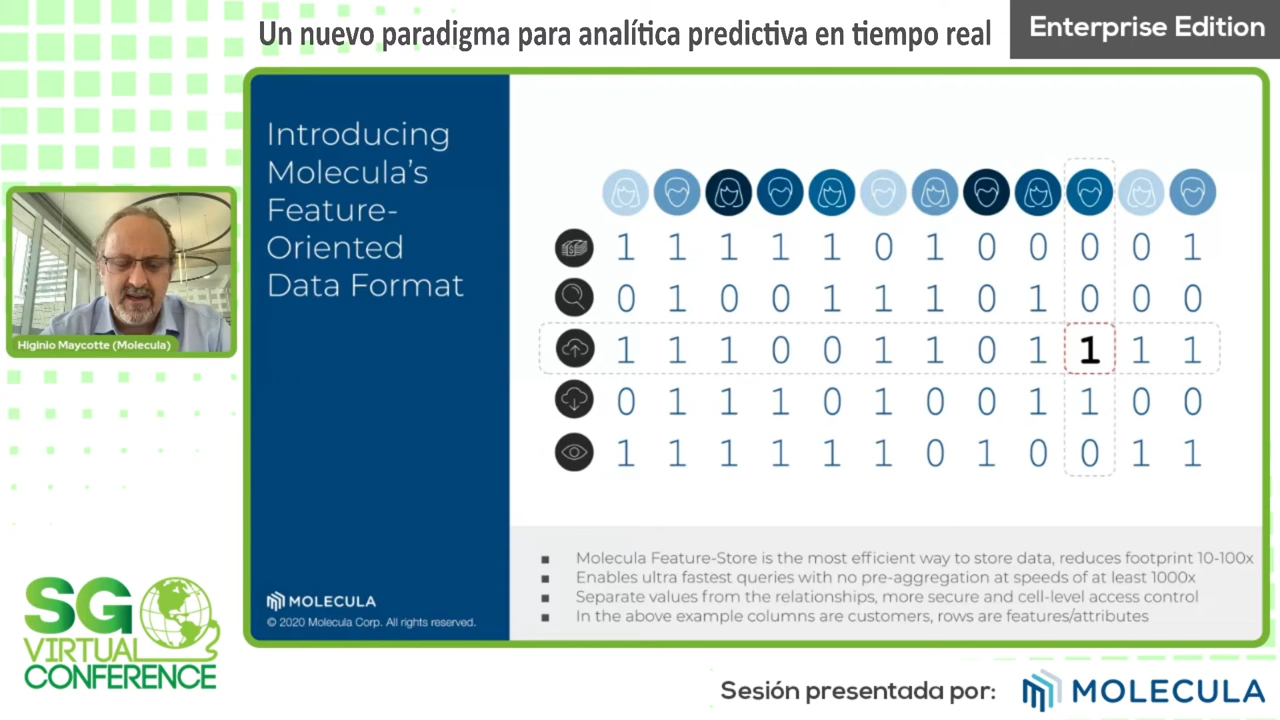 Un nuevo paradigma para analítica predictiva en tiempo real
Enterprise Edition
Introducing
Molecula's
Feature-
Oriented
Data Format
1 1 1 1 1 0 1 0 0 0 0 1
0 1 0 0 1 1 1 0 1 0 0 0
1 1 1 0 0 1 1 0 1 1 1 1
0 1 1 1 0 1 0 0 1 1 0 0
1 1 1 1 1 1 0 1 0 0 1 1
Higinio Maycotte (Molecula)
▪ Molecula Feature-Store is the most efficient way to store data, reduces footprint 10-100x
▪ Enables ultra fastest queries with no pre-aggregation at speeds of at least 1000x
▪ Separate values from the relationships, more secure and cell-level access control
▪ In the above example columns are customers, rows are features/attributes
MOLECULA
© 2020 Molecula Corp. All rights reserved.
SG
VIRTUAL
CONFERENCE
Sesión presentada por:
MOLECULA